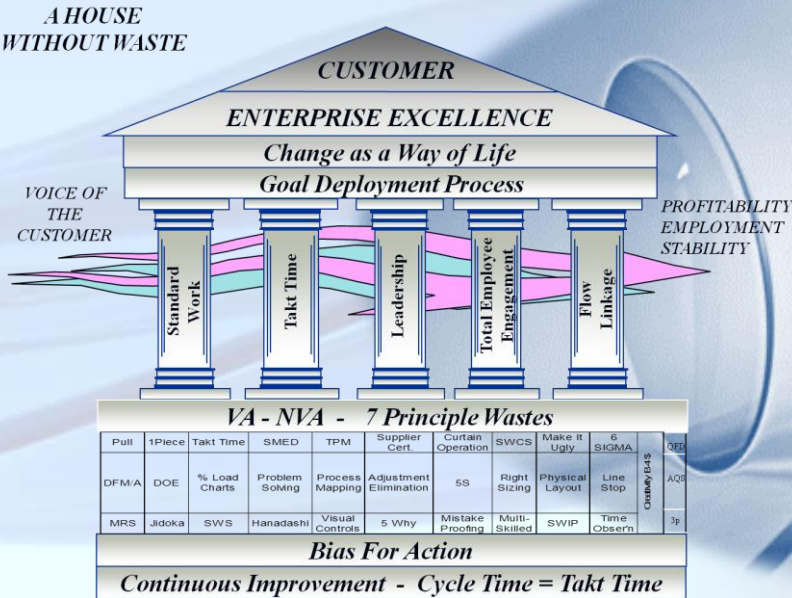 A HOUSE
WITHOUT WASTE
CUSTOMER
ENTERPRISE EXCELLENCE
Change as a Way of Life
Goal Deployment Process
VOICE OF
THE
CUSTOMER
PROFITABILITY
EMPLOYMENT
STABILITY
Standard
Work
Takt Time
Leadership
Total Employee
Engagement
Flow
Linkage
VA - NVA - 7 Principle Wastes
Pull 1Piece Takt Time SMED TPM Supplier Cert. Curtain Operation SWCS Make It Ugly 6 SIGMA QFD
DFM/A DOE % Load Charts Problem Solving Process Mapping Adjustment Elimination 5S Right Sizing Physical Layout Line Stop Creativity B-4 $ AQS
MRS Jidoka SWS Hanadashi Visual Controls 5 Why Mistake Proofing Multi-Skilled SWIP Time Obser'n 3p
Bias For Action
Continuous Improvement - Cycle Time = Takt Time